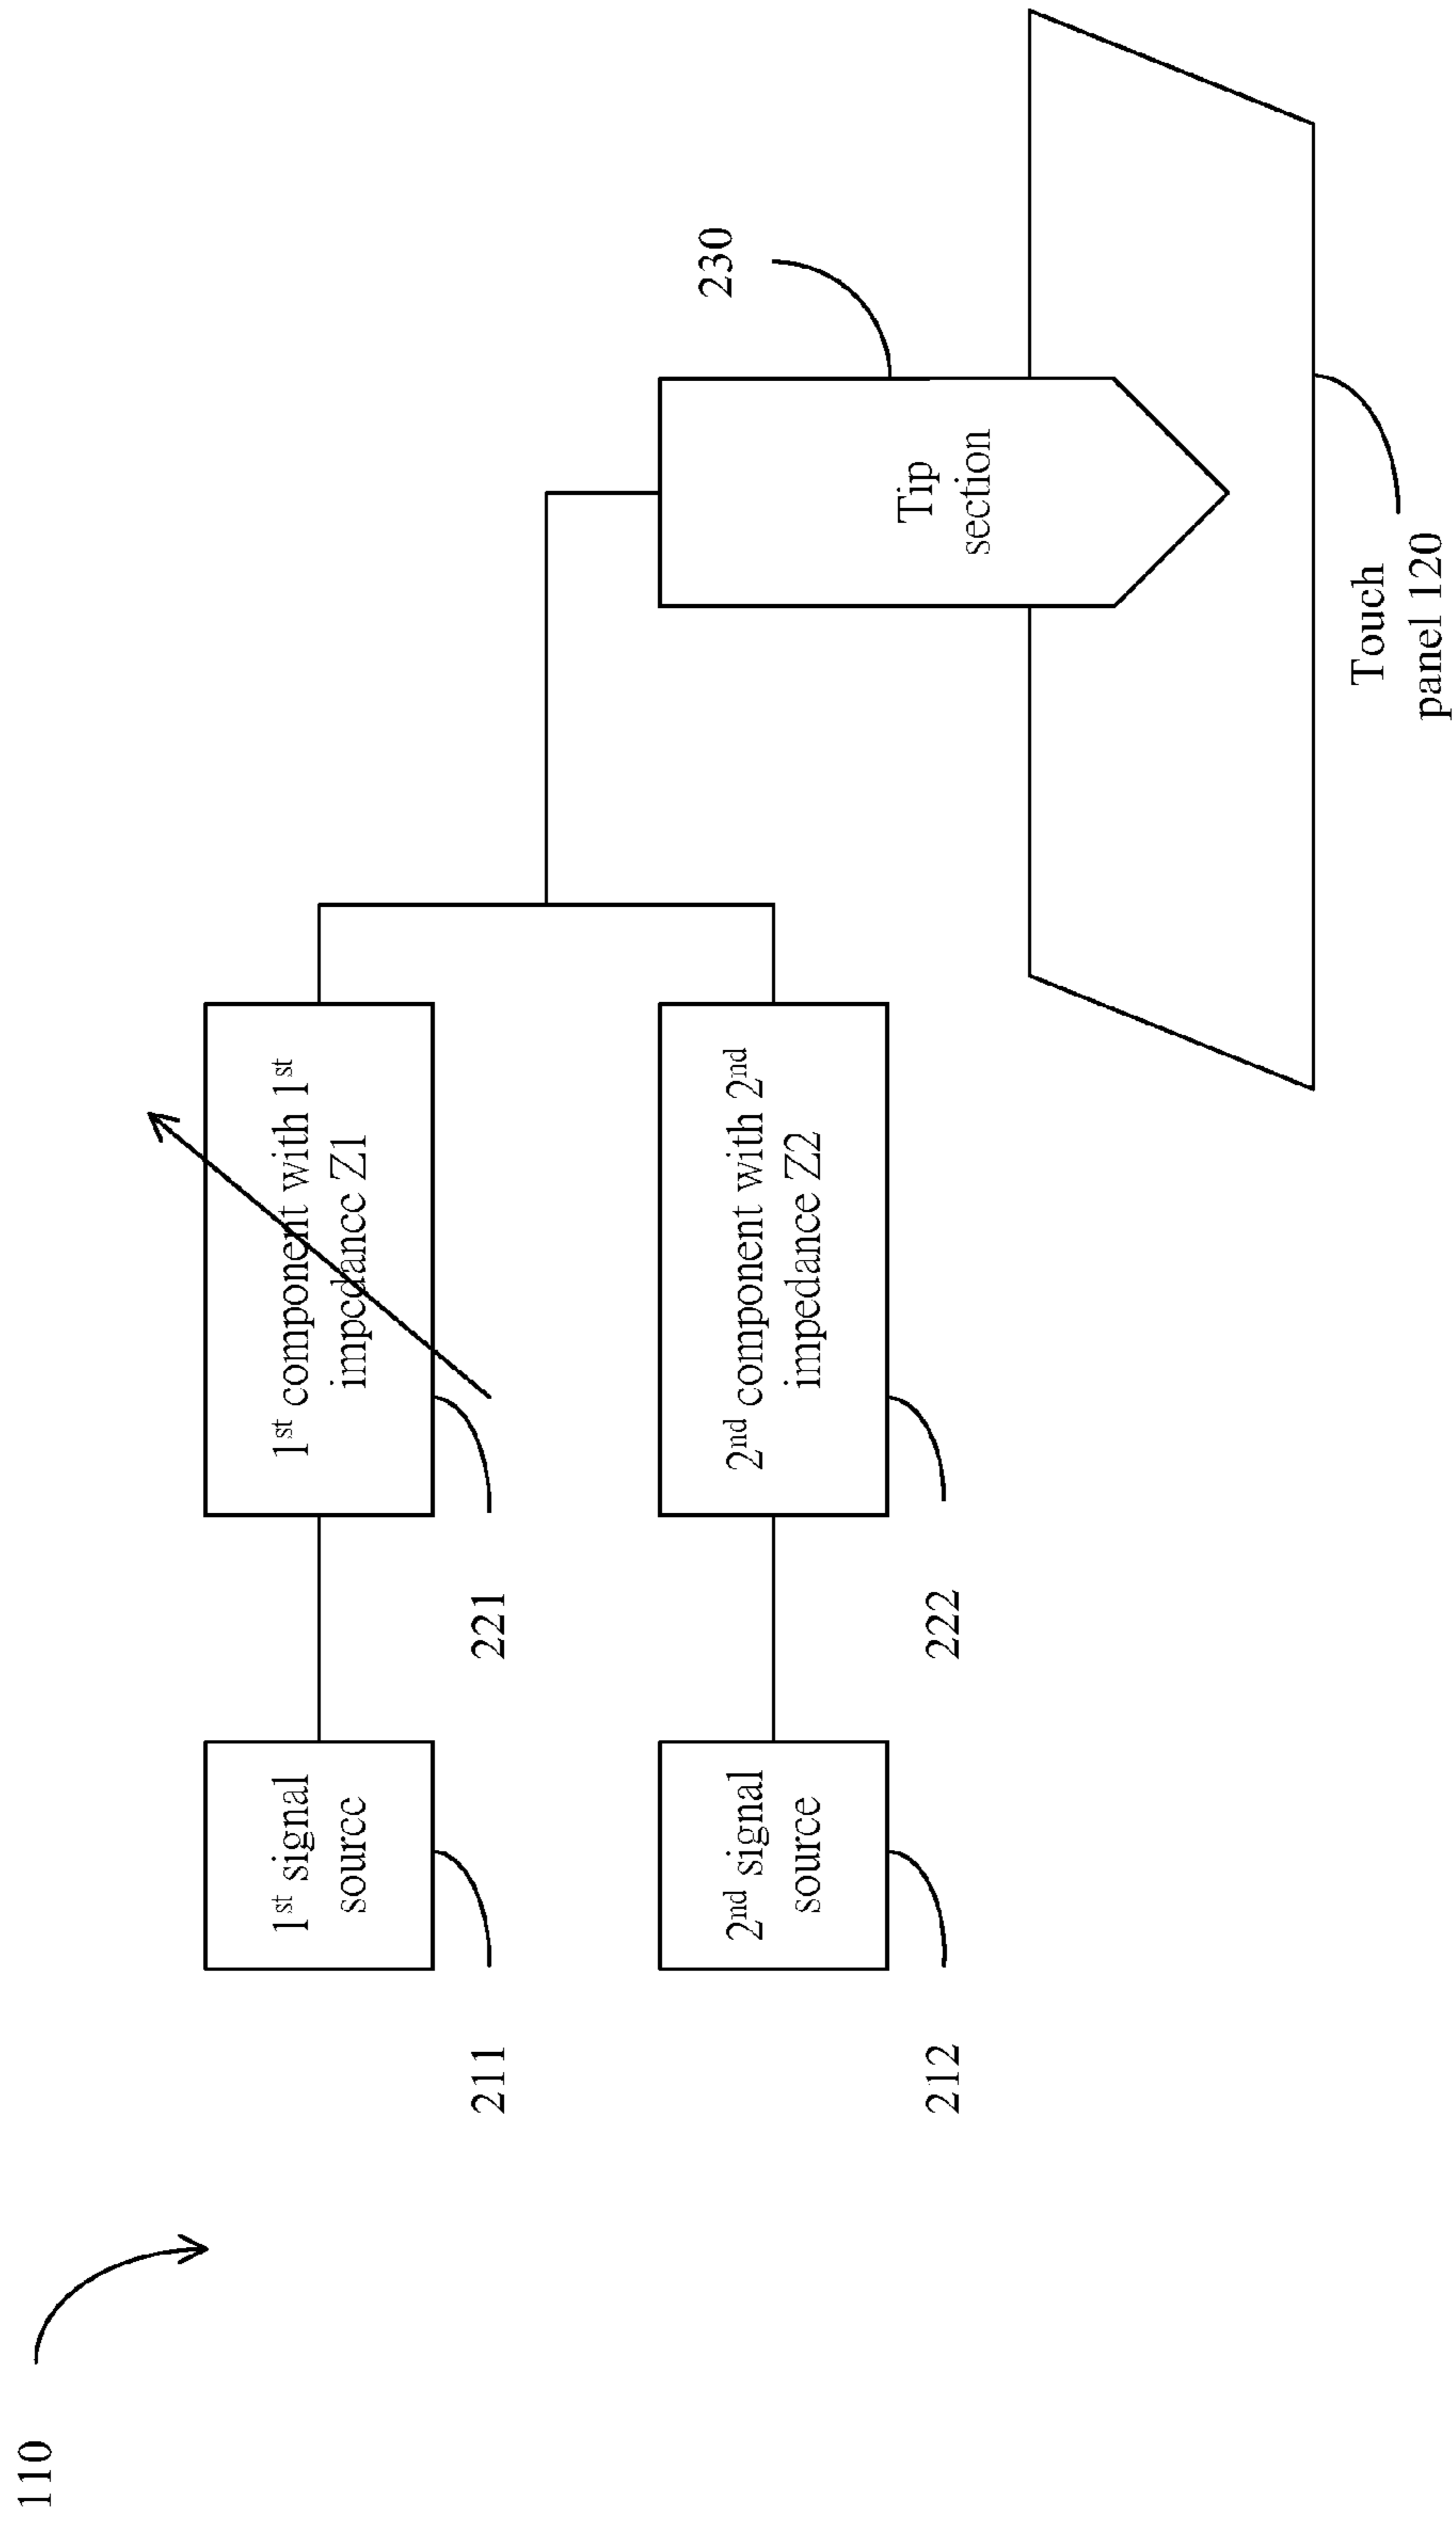 110
1st signal
source
211
1st component with 1st
impedance Z1
221
2nd signal
source
212
2nd component with 2nd
impedance Z2
222
230
Tip
section
Touch
panel 120